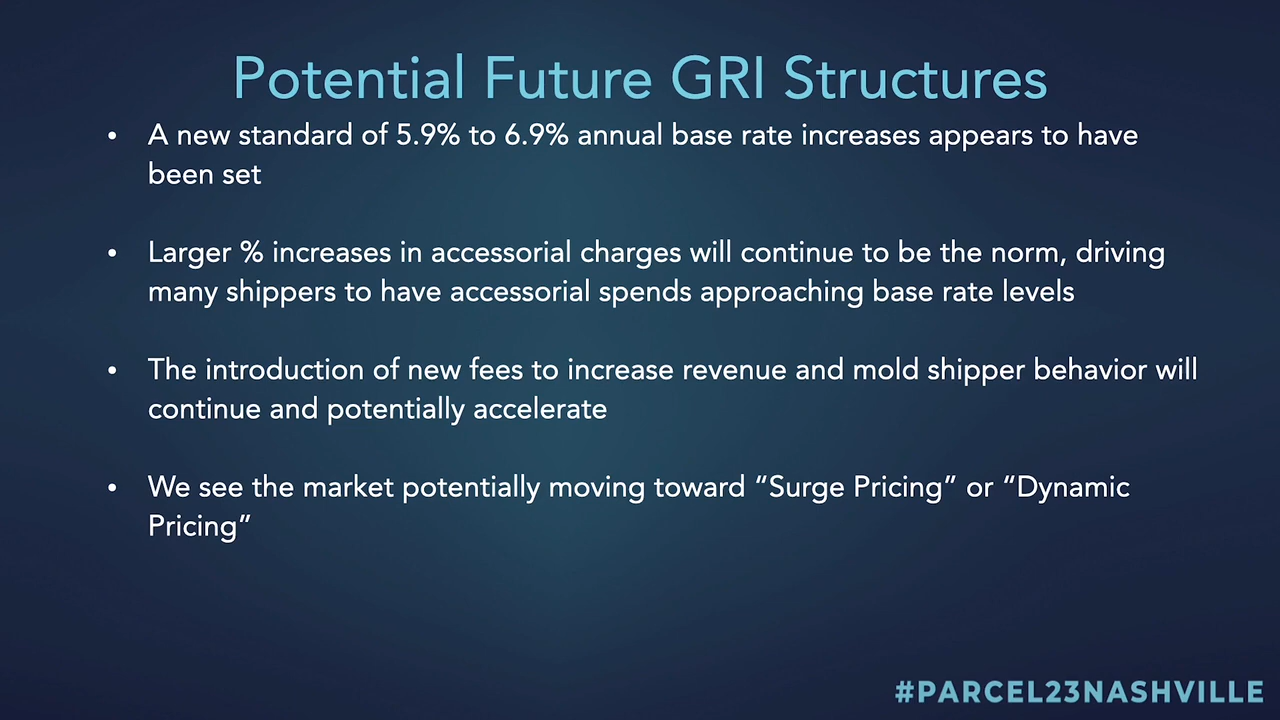 Potential Future GRI Structures
• A new standard of 5.9% to 6.9% annual base rate increases appears to have
been set
• Larger % increases in accessorial charges will continue to be the norm, driving
many shippers to have accessorial spends approaching base rate levels
• The introduction of new fees to increase revenue and mold shipper behavior will
continue and potentially accelerate
• We see the market potentially moving toward “Surge Pricing” or “Dynamic
Pricing”
#PARCEL23NASHVILLE